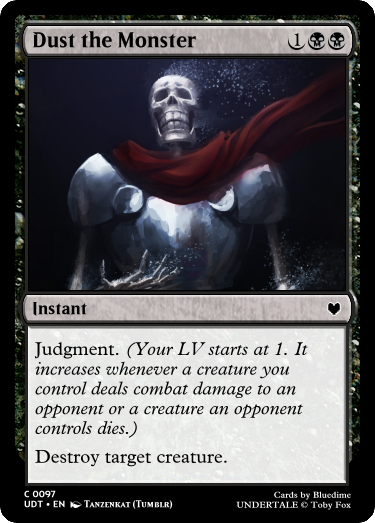 Dust the Monster 1
Instant
Judgment. (Your LV starts at 1. It
increases whenever a creature you
control deals combat damage to an
opponent or a creature an opponent
controls dies.)
Destroy target creature.
C 0097
UDT • EN Tanzenkat (Tumblr)
Cards by Bluedime
UNDERTALE © Toby Fox